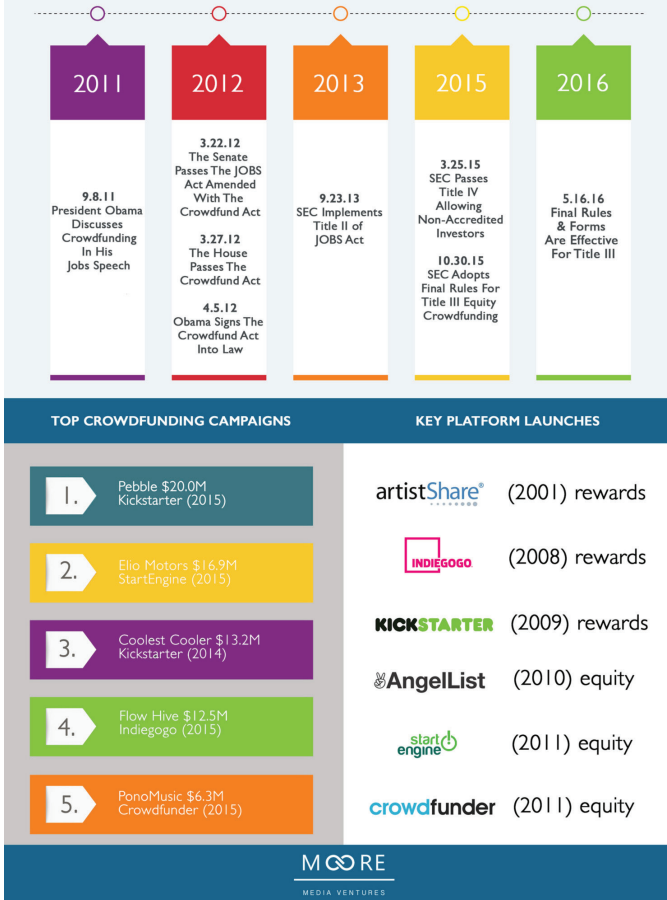 2011
2012
2013
2015
2016
9.8.11
President Obama
Discusses
Crowdfunding
In His
Jobs Speech
3.22.12
The Senate
Passes The JOBS
Act Amended
With The
Crowdfund Act
3.27.12
The House
Passes The
Crowdfund Act
4.5.12
Obama Signs The
Crowdfund Act
Into Law
9.23.13
SEC Implements
Title II of
JOBS Act
3.25.15
SEC Passes
Title IV
Allowing
Non-Accredited
Investors
10.30.15
SEC Adopts
Final Rules For
Title III Equity
Crowdfunding
5.16.16
Final Rules
& Forms
Are Effective
For Title III
TOP CROWDFUNDING CAMPAIGNS
1.
Pebble $20.0M
Kickstarter (2015)
2.
Elio Motors $16.9M
StartEngine (2015)
3.
Coolest Cooler $13.2M
Kickstarter (2014)
4.
Flow Hive $12.5M
Indiegogo (2015)
5.
PonoMusic $6.3M
Crowdfunder (2015)
KEY PLATFORM LAUNCHES
artistShare® (2001) rewards
INDIEGOGO (2008) rewards
KICKSTARTER (2009) rewards
AngelList (2010) equity
start
engine (2011) equity
crowdfunder (2011) equity
MOORE
MEDIA VENTURES